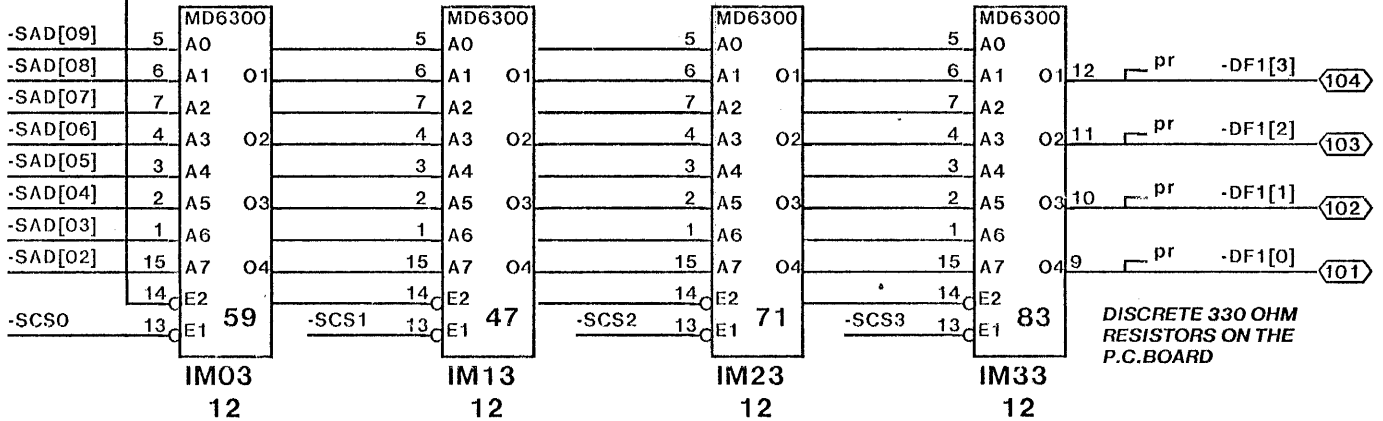 MD6300 MD6300 MD6300 MD6300
-SAD[09] 5 A0 5 A0 5 A0 5 A0
-SAD[08] 6 A1 O1 6 A1 O1 6 A1 O1 6 A1 O1 12 pr -DF1[3] 104
-SAD[07] 7 A2 7 A2 7 A2 7 A2
-SAD[06] 4 A3 O2 4 A3 O2 4 A3 O2 4 A3 O2 11 pr -DF1[2] 103
-SAD[05] 3 A4 3 A4 3 A4 3 A4
-SAD[04] 2 A5 O3 2 A5 O3 2 A5 O3 2 A5 O3 10 pr -DF1[1] 102
-SAD[03] 1 A6 1 A6 1 A6 1 A6
-SAD[02] 15 A7 O4 15 A7 O4 15 A7 O4 15 A7 O4 9 pr -DF1[0] 101
14 E2 14 E2 14 E2 14 E2
-SCS0 13 E1 59 -SCS1 13 E1 47 -SCS2 13 E1 71 -SCS3 13 E1 83
DISCRETE 330 OHM
RESISTORS ON THE
P.C.BOARD
IM03 IM13 IM23 IM33
12 12 12 12